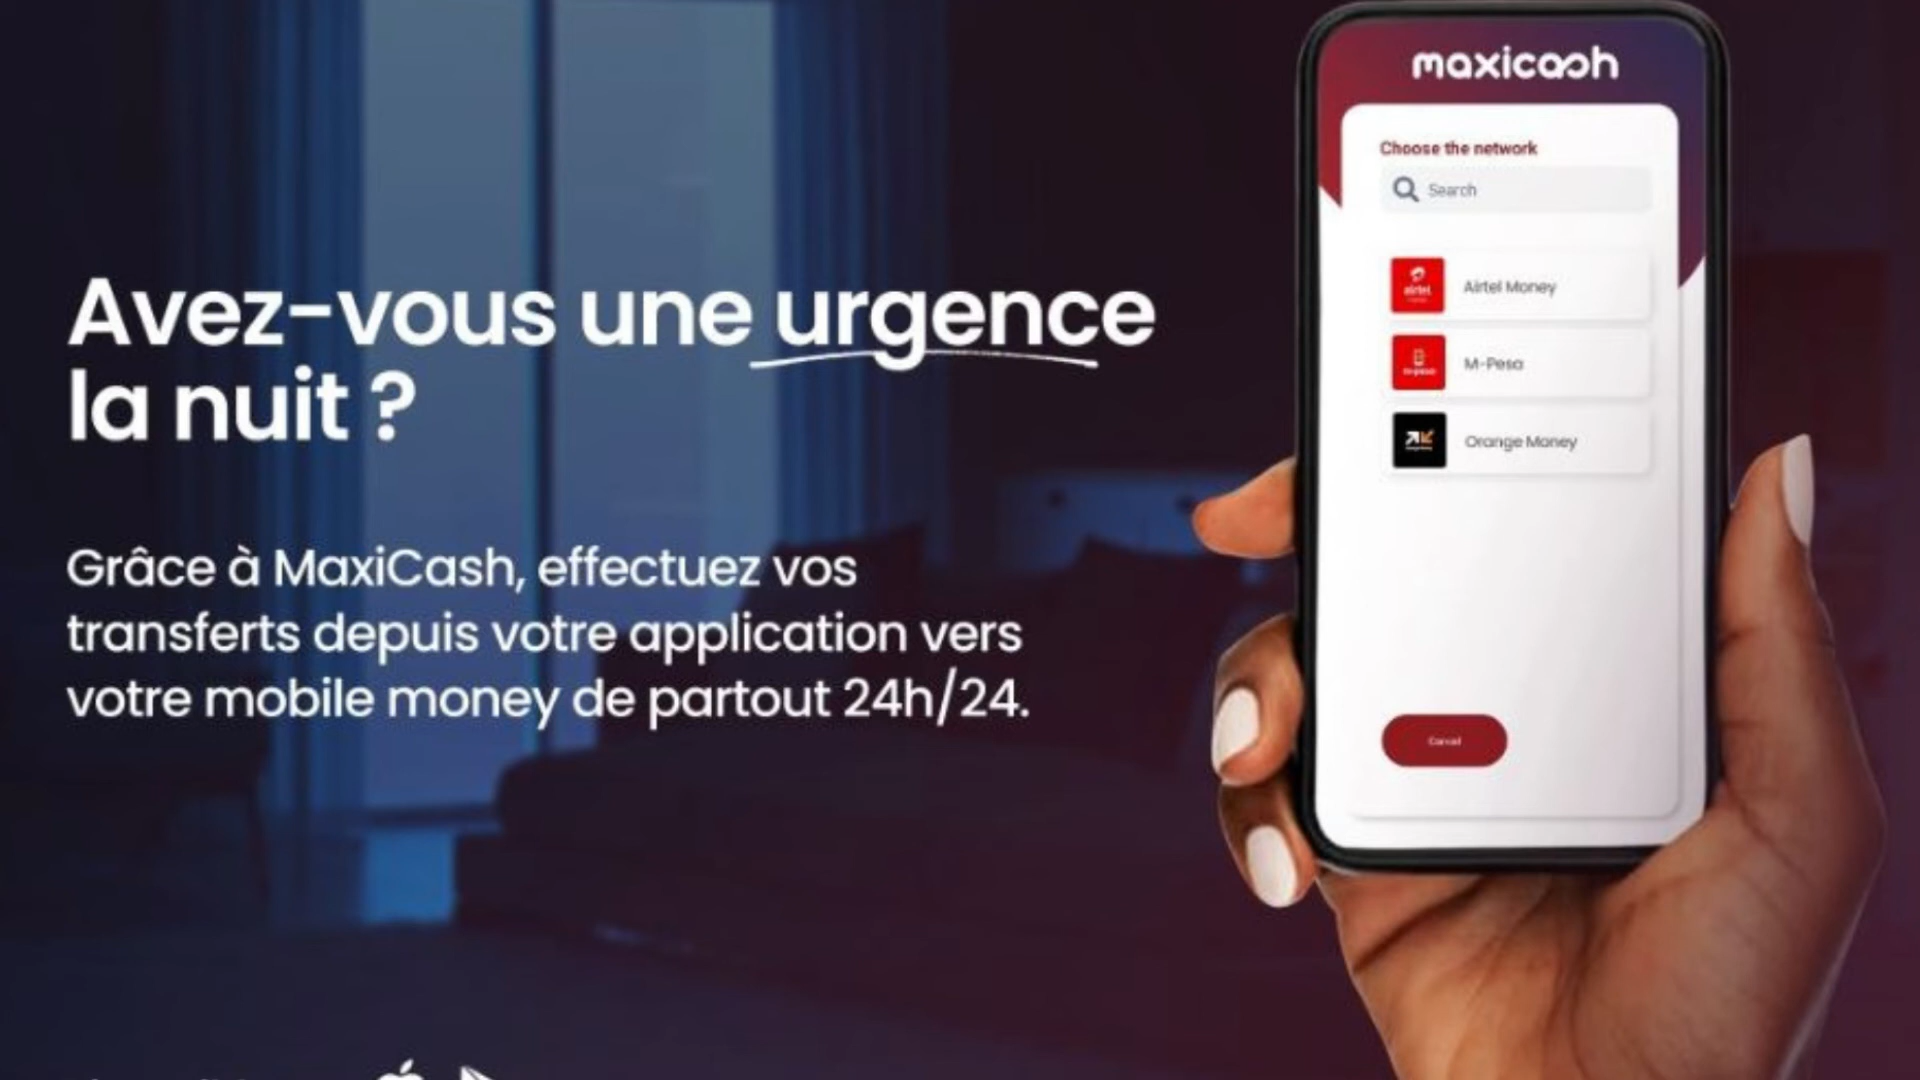 Avez-vous une urgence
la nuit ?
Grâce à MaxiCash, effectuez vos
transferts depuis votre application vers
votre mobile money de partout 24h/24.
maxicash
Choose the network
Search
airtel
Airtel Money
M-Pesa
Orange Money
Cancel